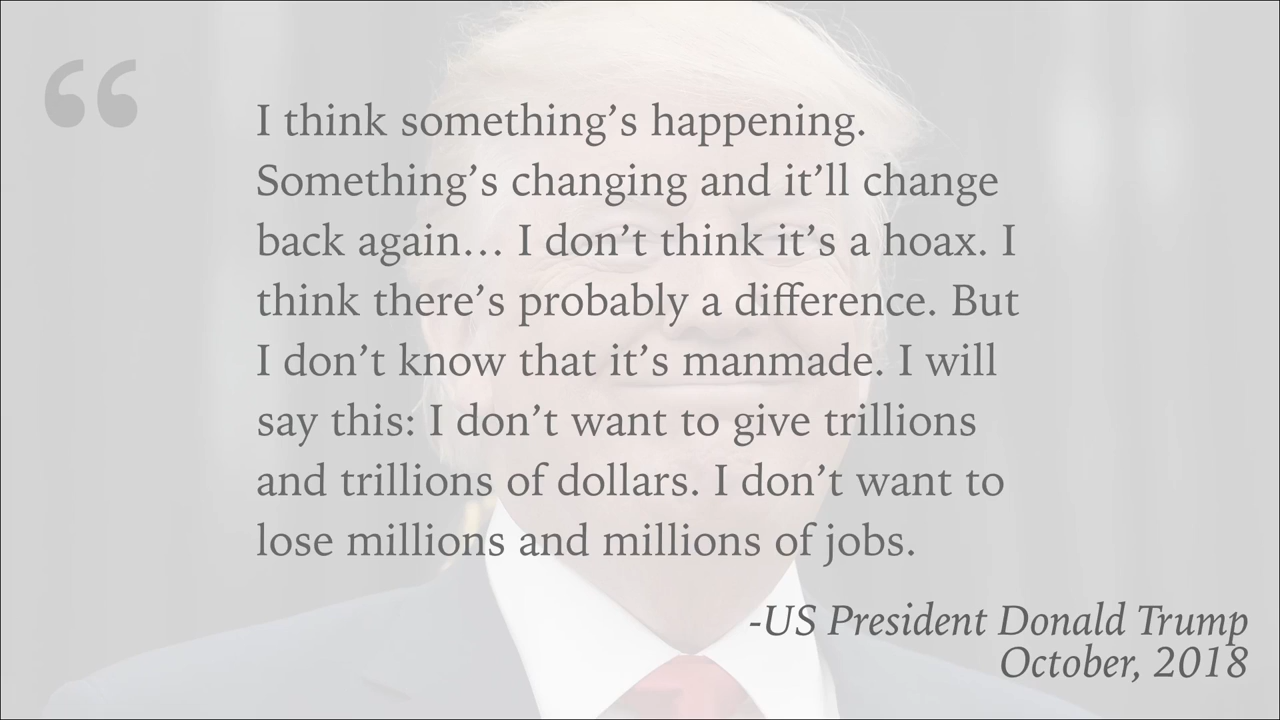 “
I think something’s happening.
Something’s changing and it’ll change
back again… I don’t think it’s a hoax. I
think there’s probably a difference. But
I don’t know that it’s manmade. I will
say this: I don’t want to give trillions
and trillions of dollars. I don’t want to
lose millions and millions of jobs.
-US President Donald Trump
October, 2018